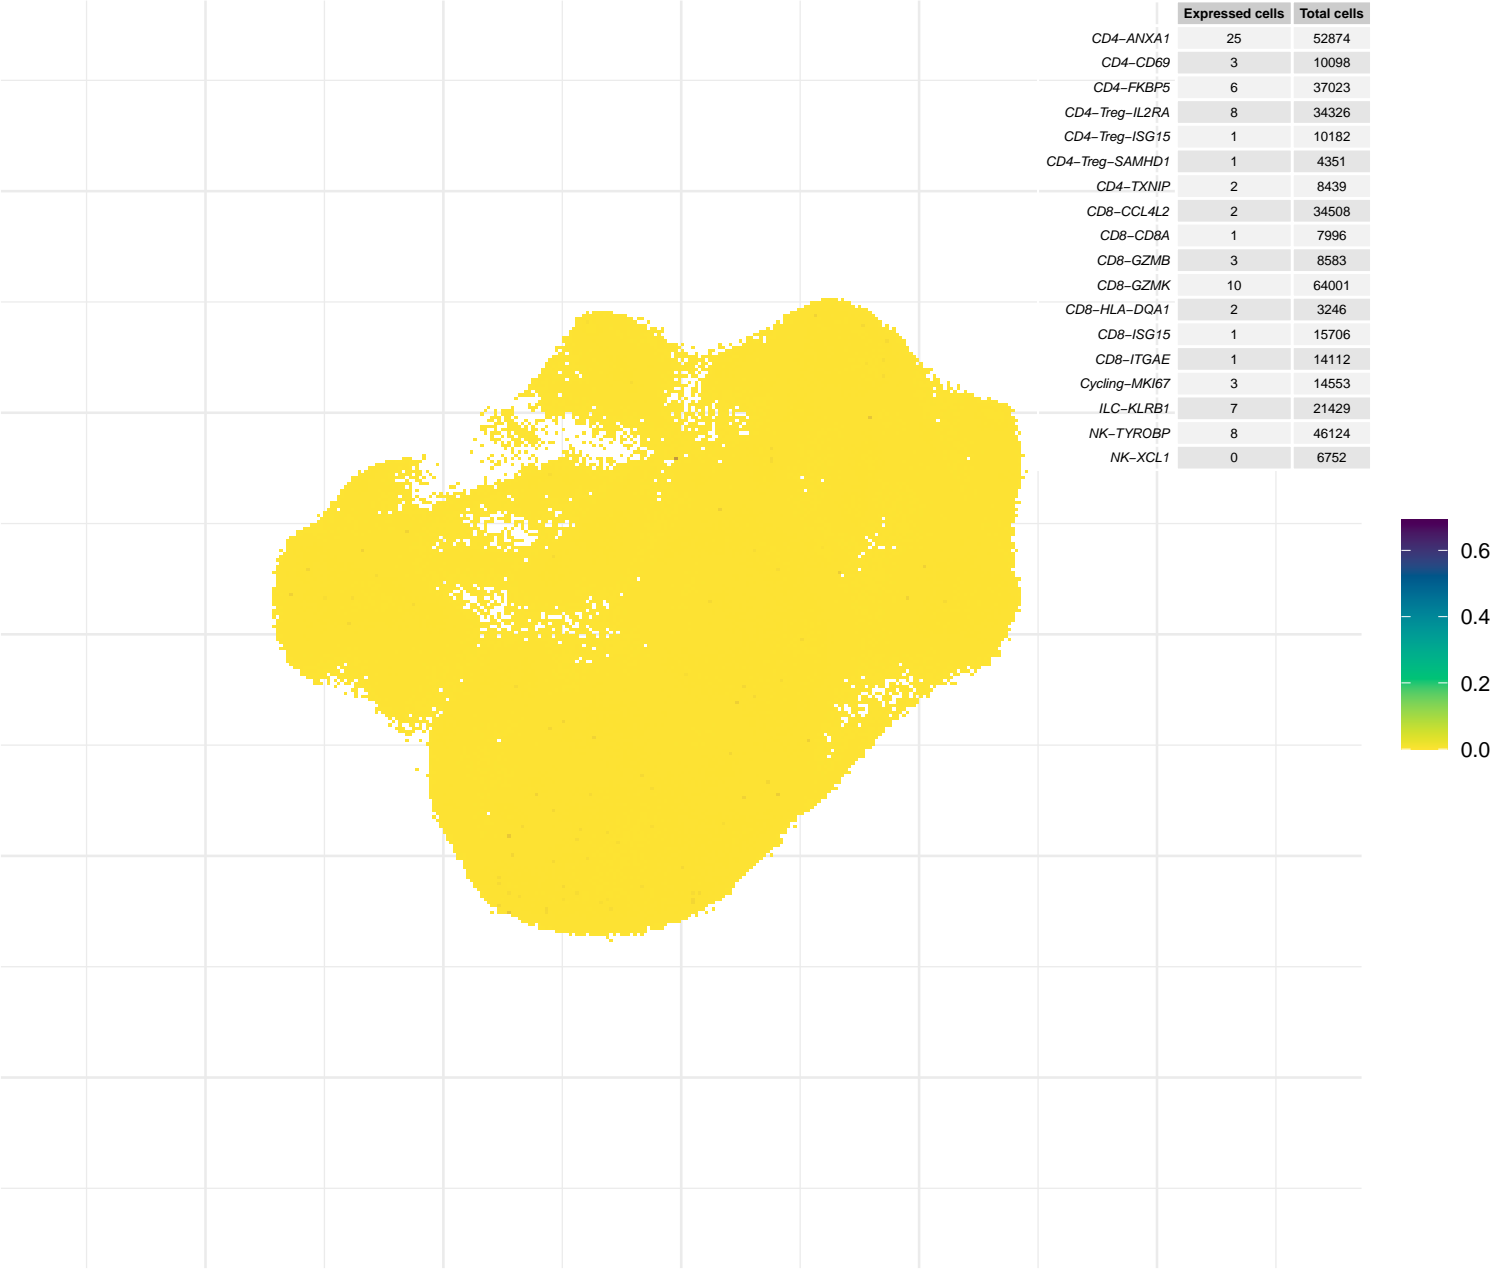 Expressed cells Total cells
CD4−ANXA1 25 52874
CD4−CD69 3 10098
CD4−FKBP5 6 37023
CD4−Treg−IL2RA 8 34326
CD4−Treg−ISG15 1 10182
CD4−Treg−SAMHD1 1 4351
CD4−TXNIP 2 8439
CD8−CCL4L2 2 34508
CD8−CD8A 1 7996
CD8−GZMB 3 8583
CD8−GZMK 10 64001
CD8−HLA−DQA1 2 3246
CD8−ISG15 1 15706
CD8−ITGAE 1 14112
Cycling−MKI67 3 14553
ILC−KLRB1 7 21429
NK−TYROBP 8 46124
NK−XCL1 0 6752
0.6
0.4
0.2
0.0